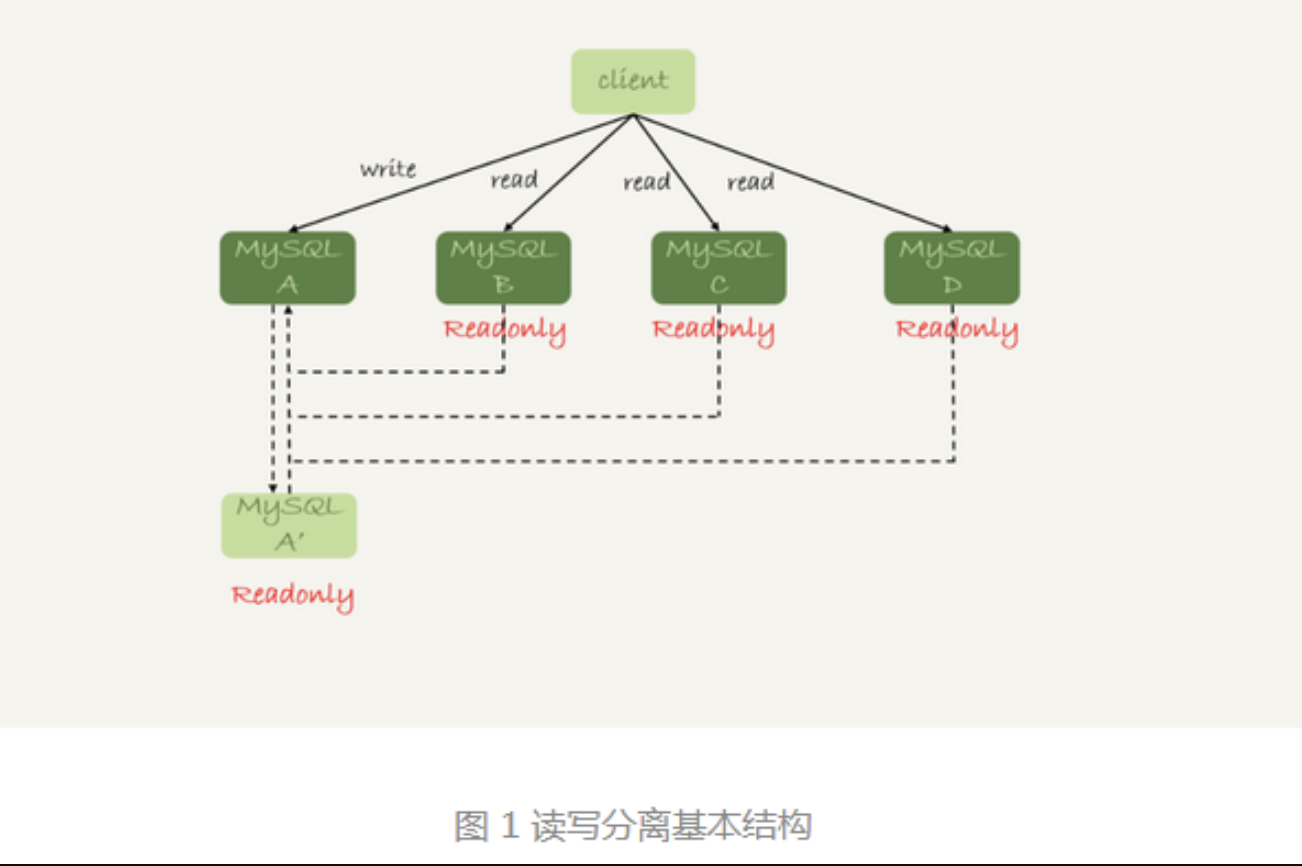 client
write
read
read
read
MySQL
A
MySQL
B
MySQL
C
MySQL
D
Readonly
Readonly
Readonly
MySQL
A'
Readonly
图 1 读写分离基本结构